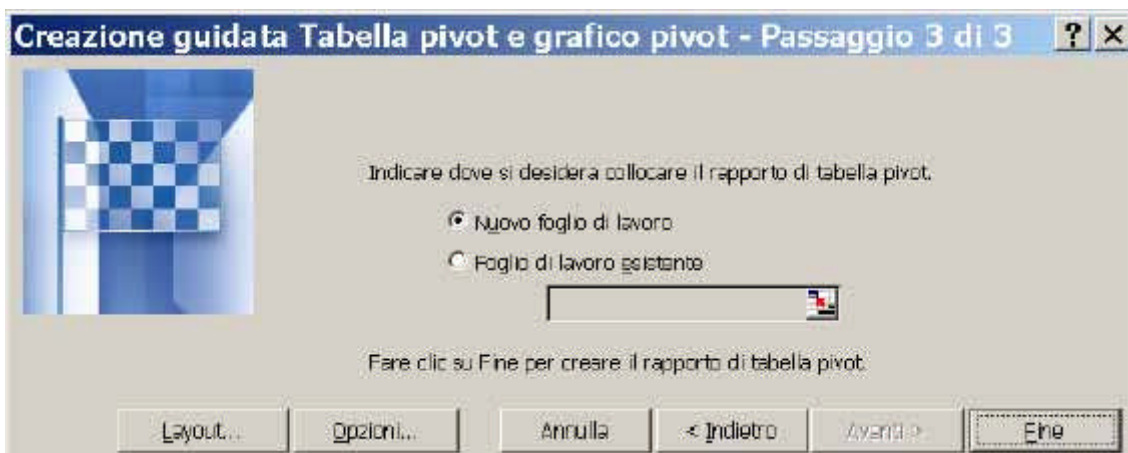 Creazione guidata Tabella pivot e grafico pivot - Passaggio 3 di 3
Indicare dove si desidera collocare il rapporto di tabella pivot.
Nuovo foglio di lavoro
Foglio di lavoro esistente
Fare clic su Fine per creare il rapporto di tabella pivot.
Layout... Opzioni... Annulla < Indietro Avanti > Fine